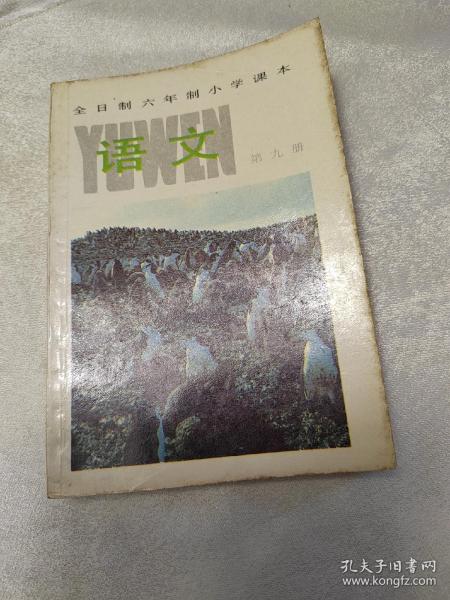 全日制六年制小学课本
YUWEN
语文
第九册
孔夫子旧书网
www.kongfz.com